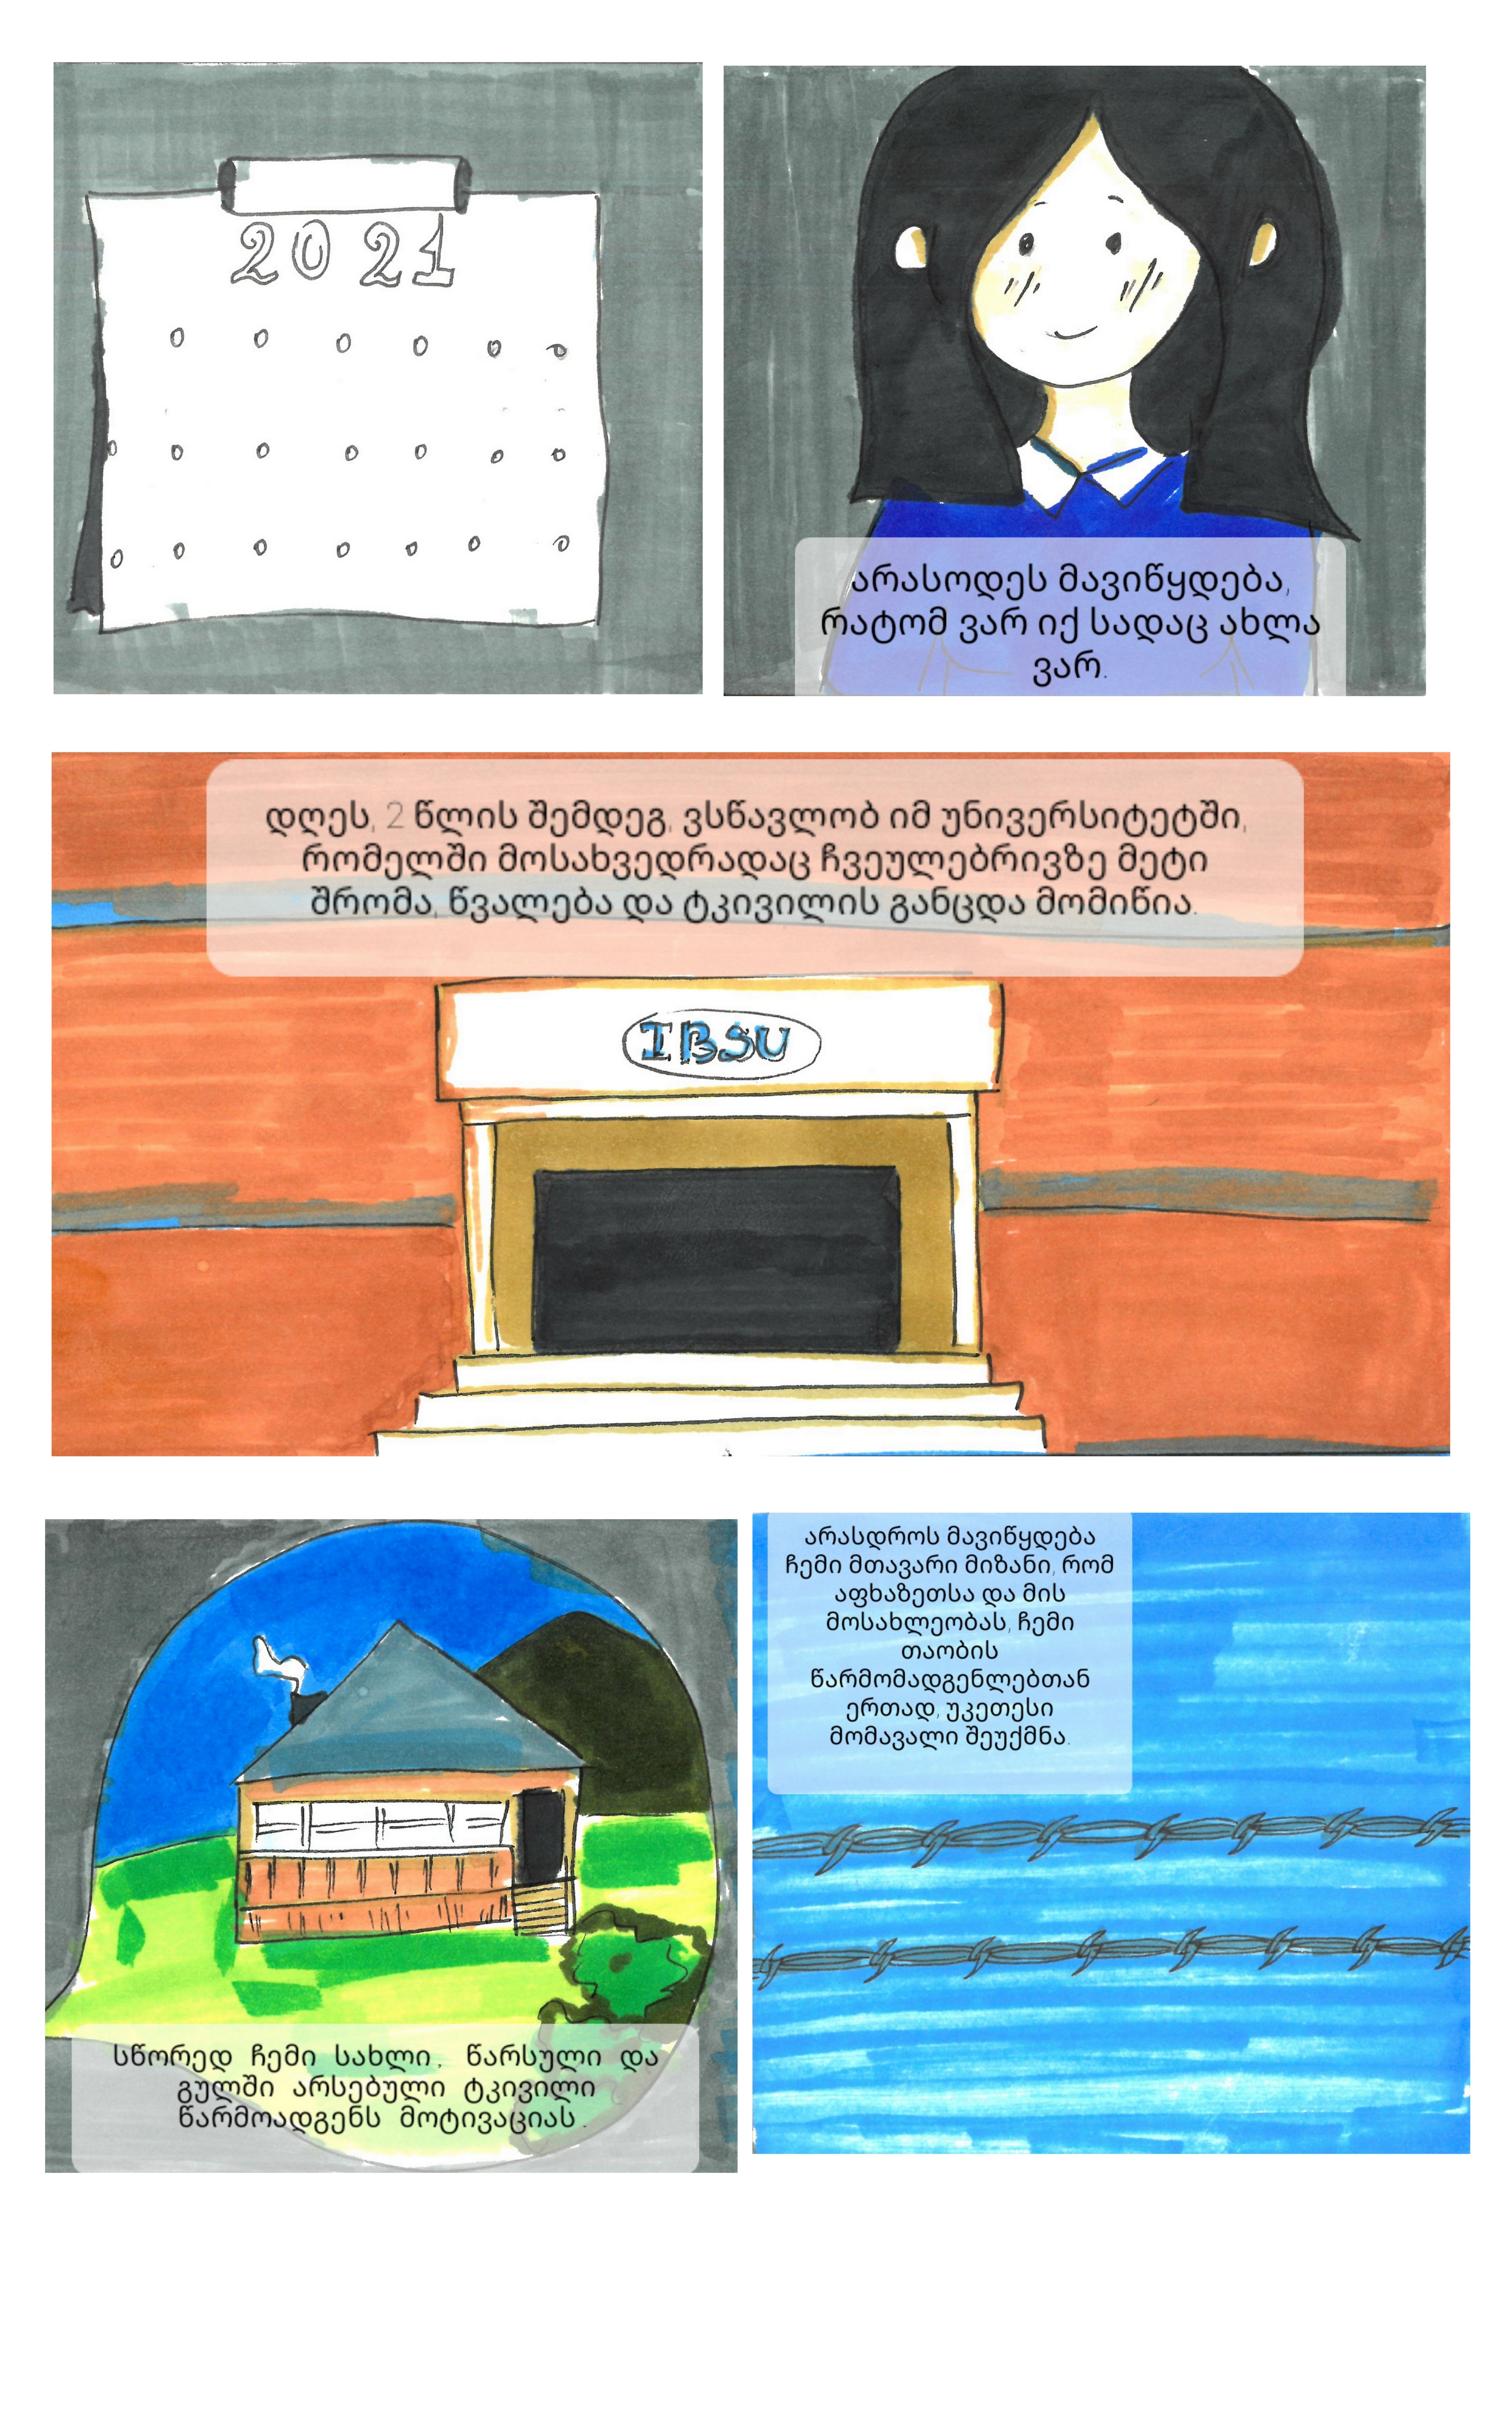 2021
არასოდეს მავიწყდება,
რატომ ვარ იქ სადაც ახლა
ვარ.
დღეს, 2 წლის შემდეგ, ვსწავლობ იმ უნივერსიტეტში,
რომელში მოსახვედრადაც ჩვეულებრივზე მეტი
შრომა, წვალება და ტკივილის განცდა მომიწია.
IBSU
სწორედ ჩემი სახლი, წარსული და
გულში არსებული ტკივილი
წარმოადგენს მოტივაციას.
არასდროს მავიწყდება
ჩემი მთავარი მიზანი, რომ
აფხაზეთსა და მის
მოსახლეობას, ჩემი
თაობის
წარმომადგენლებთან
ერთად, უკეთესი
მომავალი შეუქმნა.